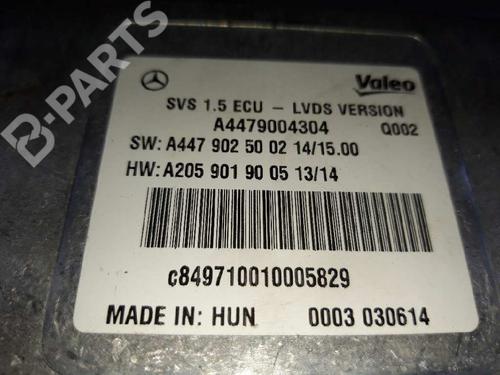 B-PARTS
Valeo
SVS 1.5 ECU – LVDS VERSION
A4479004304 Q002
SW: A447 902 50 02 14/15.00
HW: A205 901 90 05 13/14
c849710010005829
MADE IN: HUN 0003 030614